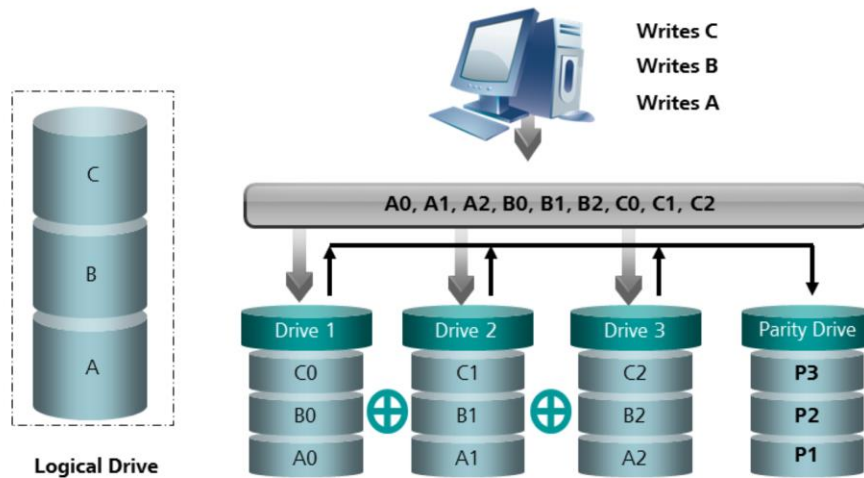 Writes C
Writes B
Writes A
C
B
A
Logical Drive
A0, A1, A2, B0, B1, B2, C0, C1, C2
Drive 1 Drive 2 Drive 3 Parity Drive
C0 C1 C2 P3
B0 B1 B2 P2
A0 A1 A2 P1